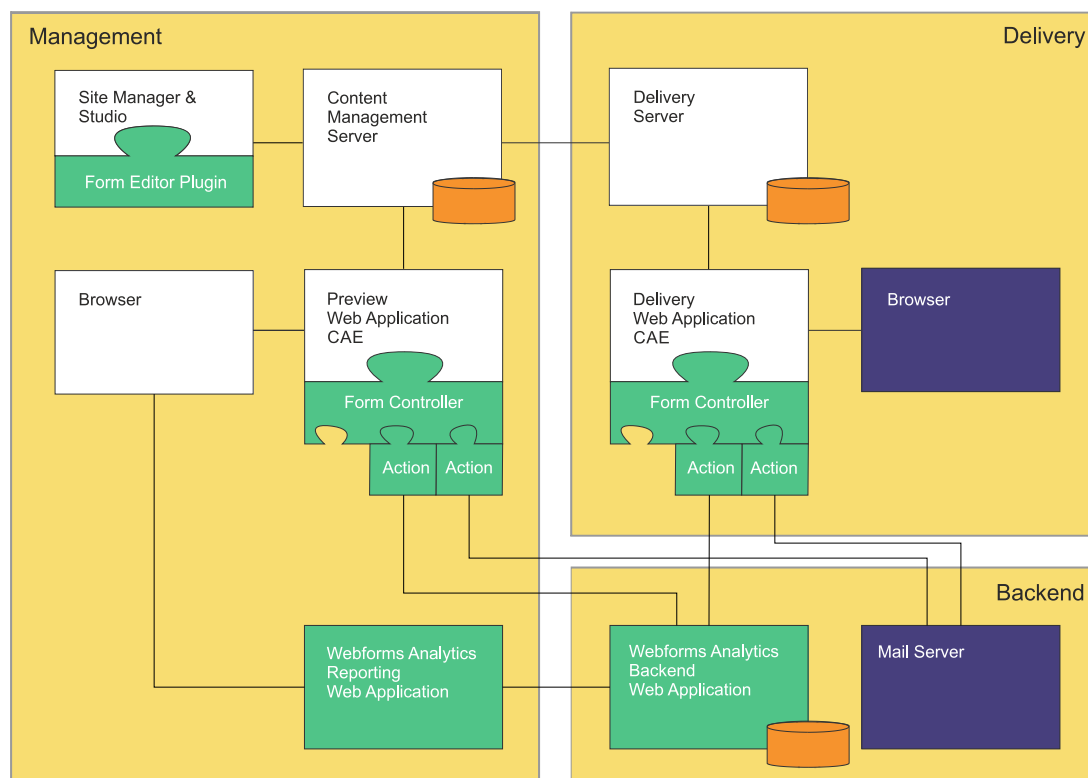 Management
Site Manager &
Studio
Form Editor Plugin
Content
Management
Server
Browser
Preview
Web Application
CAE
Form Controller
Action
Action
Webforms Analytics
Reporting
Web Application
Delivery
Delivery
Server
Delivery
Web Application
CAE
Form Controller
Action
Action
Browser
Backend
Webforms Analytics
Backend
Web Application
Mail Server